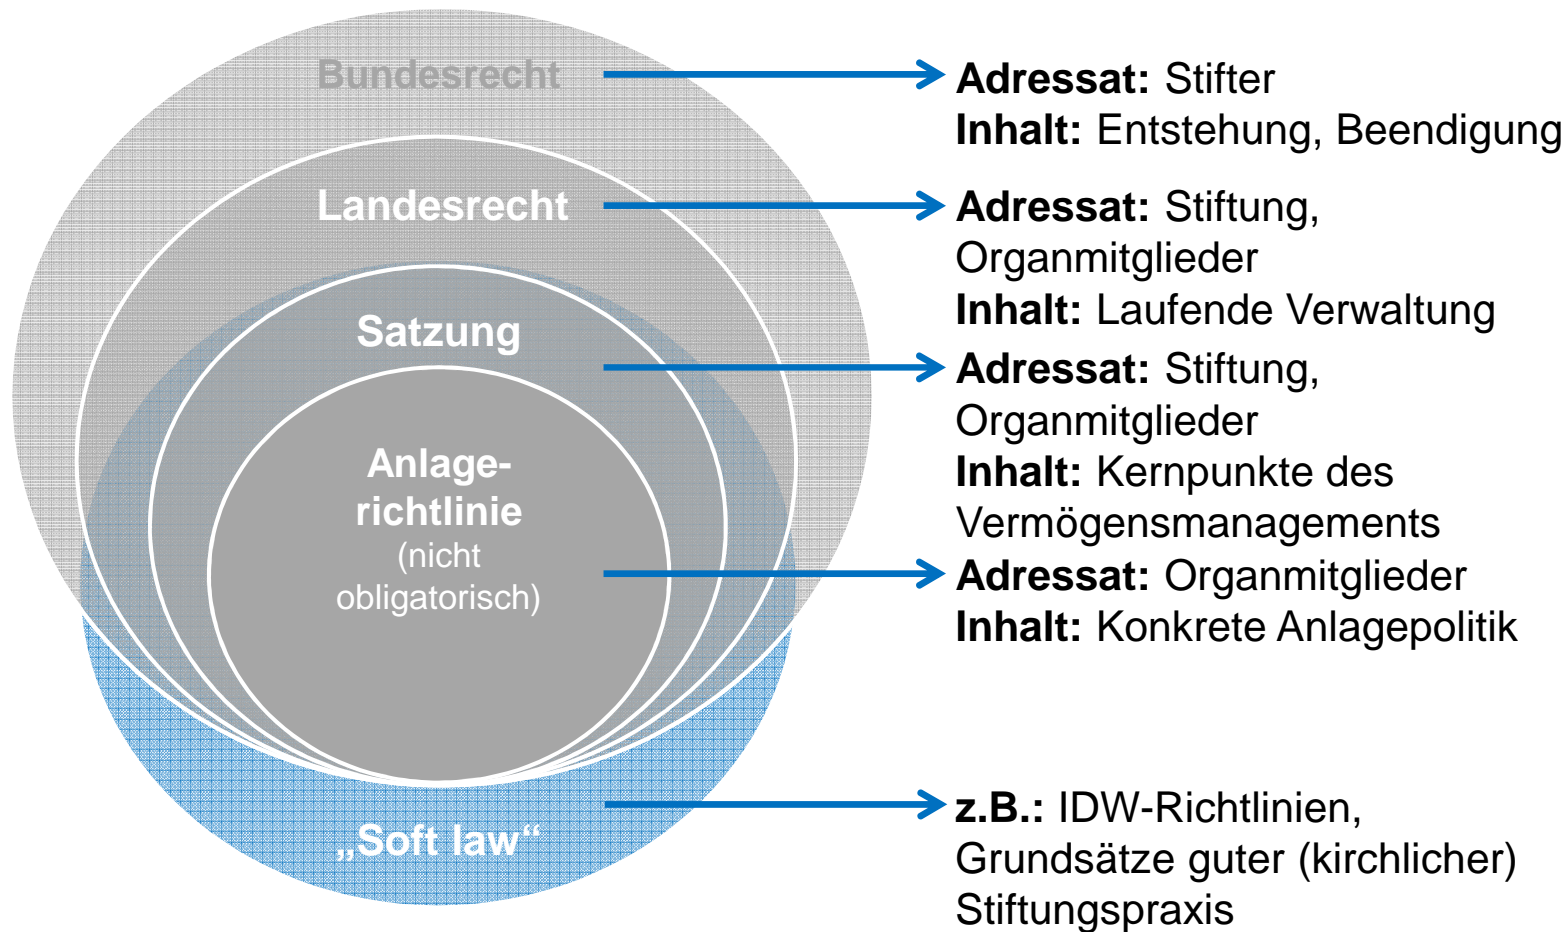 Bundesrecht
Adressat: Stifter
Inhalt: Entstehung, Beendigung
Landesrecht
Adressat: Stiftung,
Organmitglieder
Inhalt: Laufende Verwaltung
Satzung
Adressat: Stiftung,
Organmitglieder
Inhalt: Kernpunkte des
Vermögensmanagements
Anlage-
richtlinie
(nicht
obligatorisch)
Adressat: Organmitglieder
Inhalt: Konkrete Anlagepolitik
„Soft law“
z.B.: IDW-Richtlinien,
Grundsätze guter (kirchlicher)
Stiftungspraxis